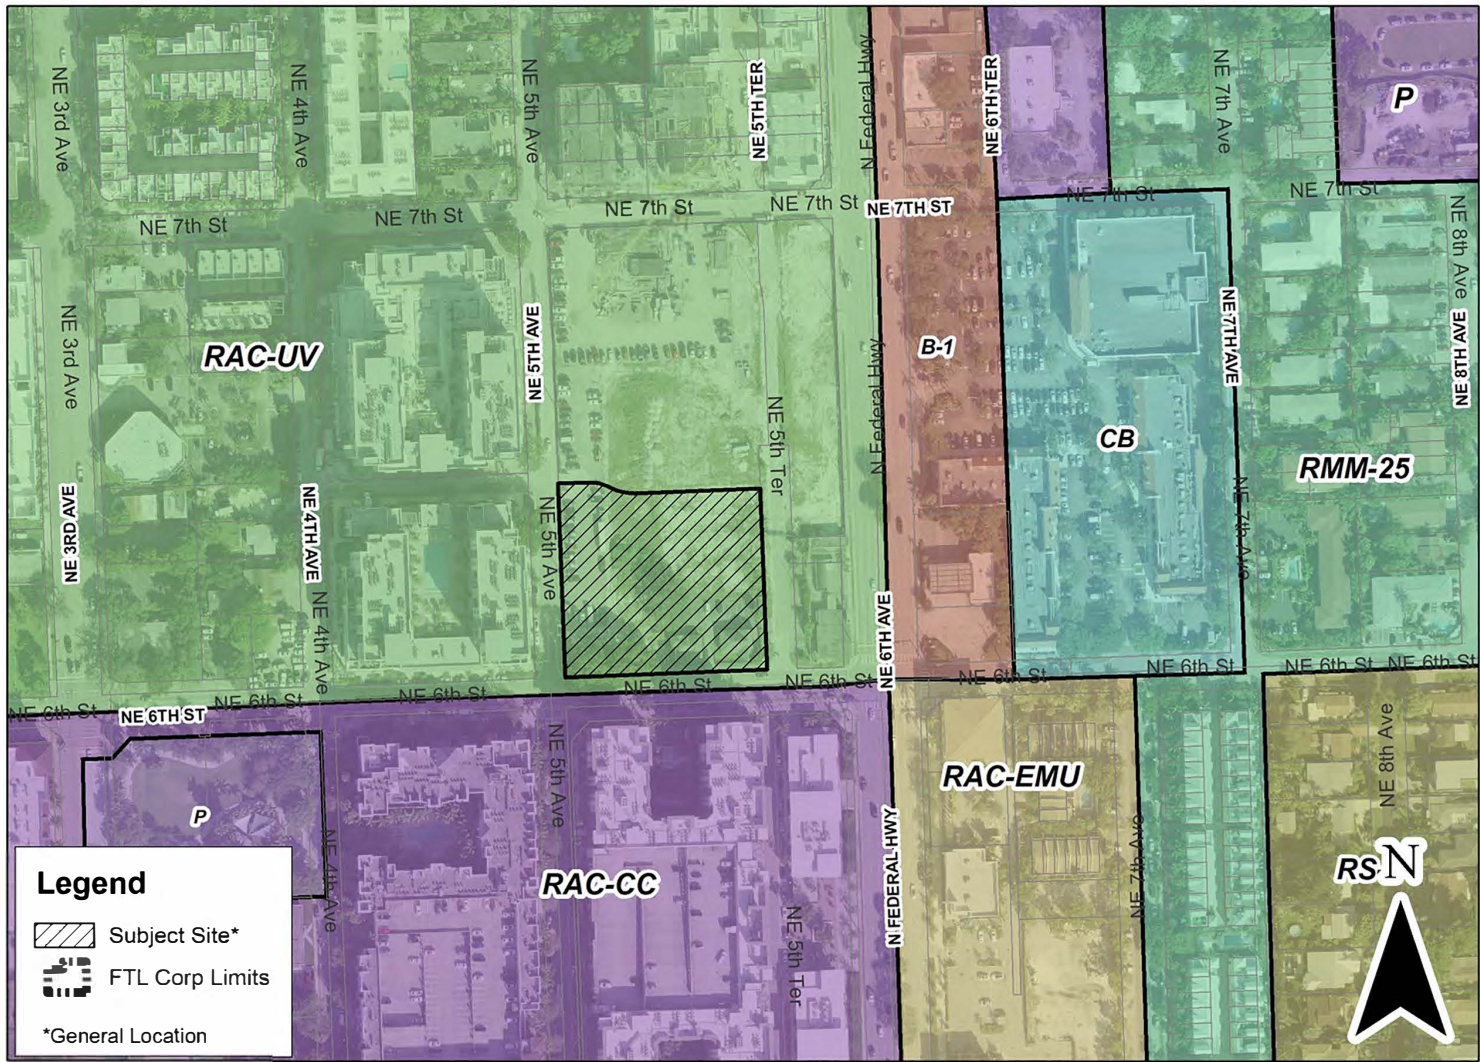 NE 3rd Ave
NE 4th Ave
NE 5th Ave
NE 5TH TER
N Federal Hwy
NE 6TH TER
NE 7th Ave
P
NE 7th St
NE 7th St
NE 7th St
NE 7th St
NE 7TH ST
NE 7th St
NE 7th St
NE 8th Ave
NE 3rd Ave
RAC-UV
NE 5TH AVE
N Federal Hwy
B-1
NE 7TH AVE
NE 8TH AVE
NE 5th Ter
CB
RMM-25
NE 3RD AVE
NE 4TH AVE
NE 5th Ave
NE 7th Ave
NE 4th Ave
NE 6TH AVE
NE 6th St
NE 6TH ST
NE 6th St
NE 6th St
NE 6th St
NE 6th St
NE 6th St
NE 6th St
NE 6th St
NE 6th St
P
NE 5th Ave
RAC-EMU
NE 8th Ave
NE 4th Ave
RAC-CC
N FEDERAL HWY
NE 7th Ave
RS-
N
NE 5th Ter
Legend
Subject Site*
FTL Corp Limits
*General Location